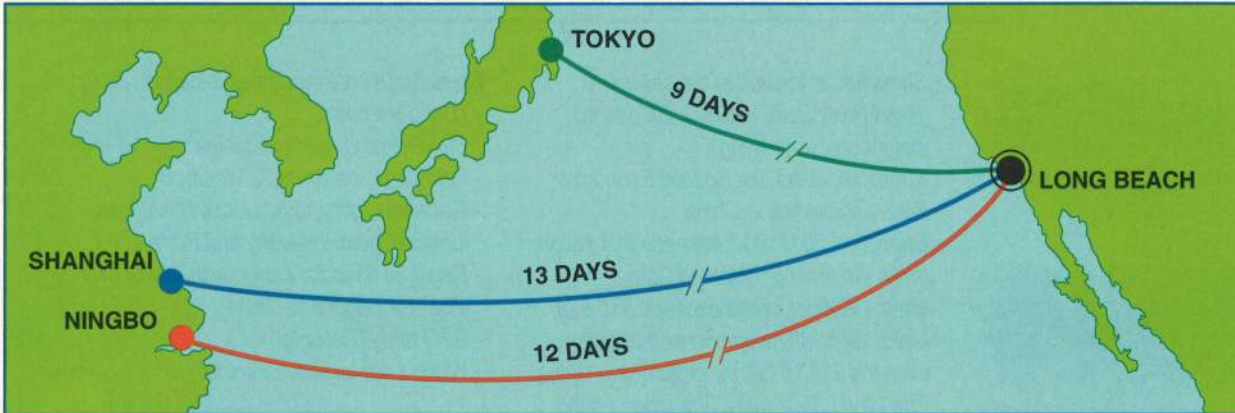 TOKYO
9 DAYS
LONG BEACH
SHANGHAI
13 DAYS
NINGBO
12 DAYS